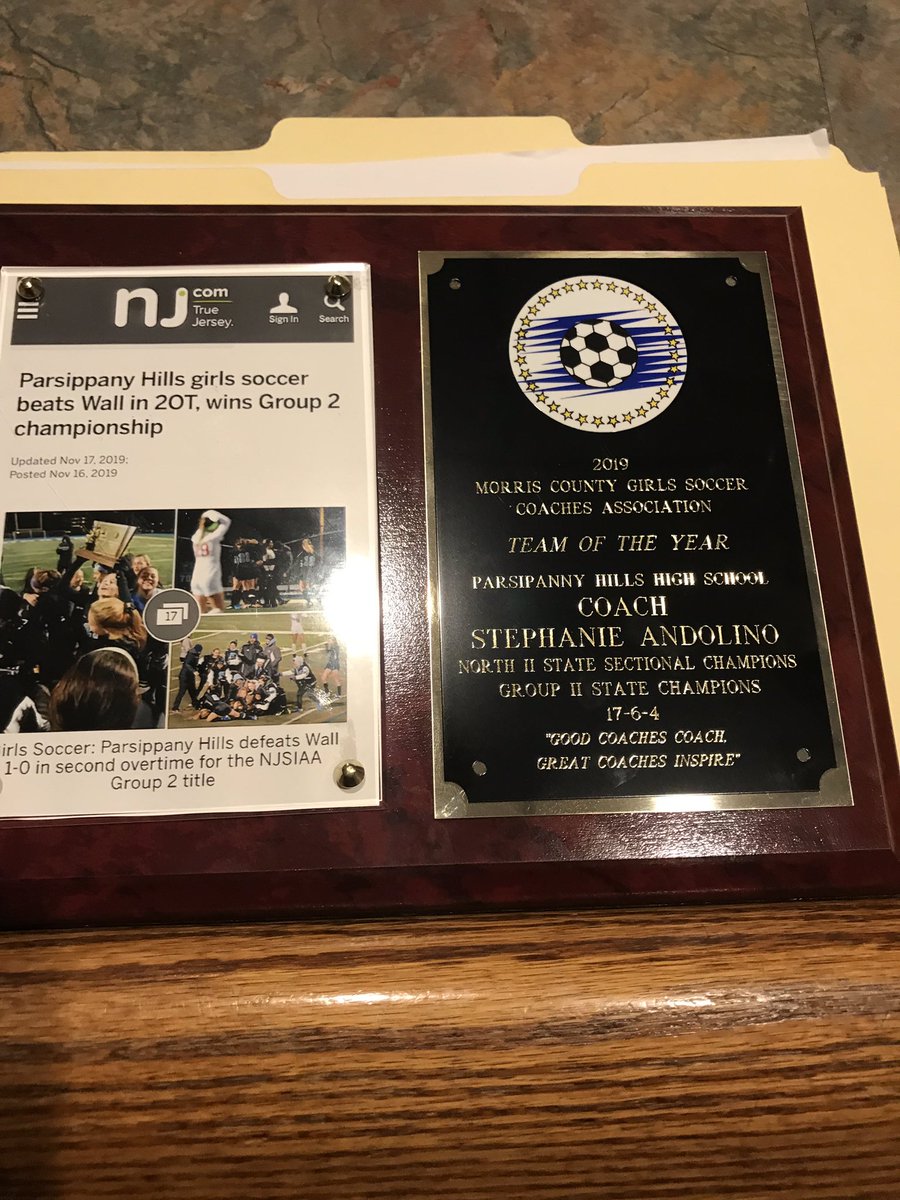 nj
com
True
Jersey.
Sign In
Search
Parsippany Hills girls soccer
beats Wall in 2OT, wins Group 2
championship
Updated Nov 17, 2019;
Posted Nov 16, 2019
17
irls Soccer: Parsippany Hills defeats Wall
1-0 in second overtime for the NJSIAA
Group 2 title
2019
MORRIS COUNTY GIRLS SOCCER
COACHES ASSOCIATION
TEAM OF THE YEAR
PARSIPANNY HILLS HIGH SCHOOL
COACH
STEPHANIE ANDOLINO
NORTH II STATE SECTIONAL CHAMPIONS
GROUP II STATE CHAMPIONS
17-6-4
"GOOD COACHES COACH,
GREAT COACHES INSPIRE"